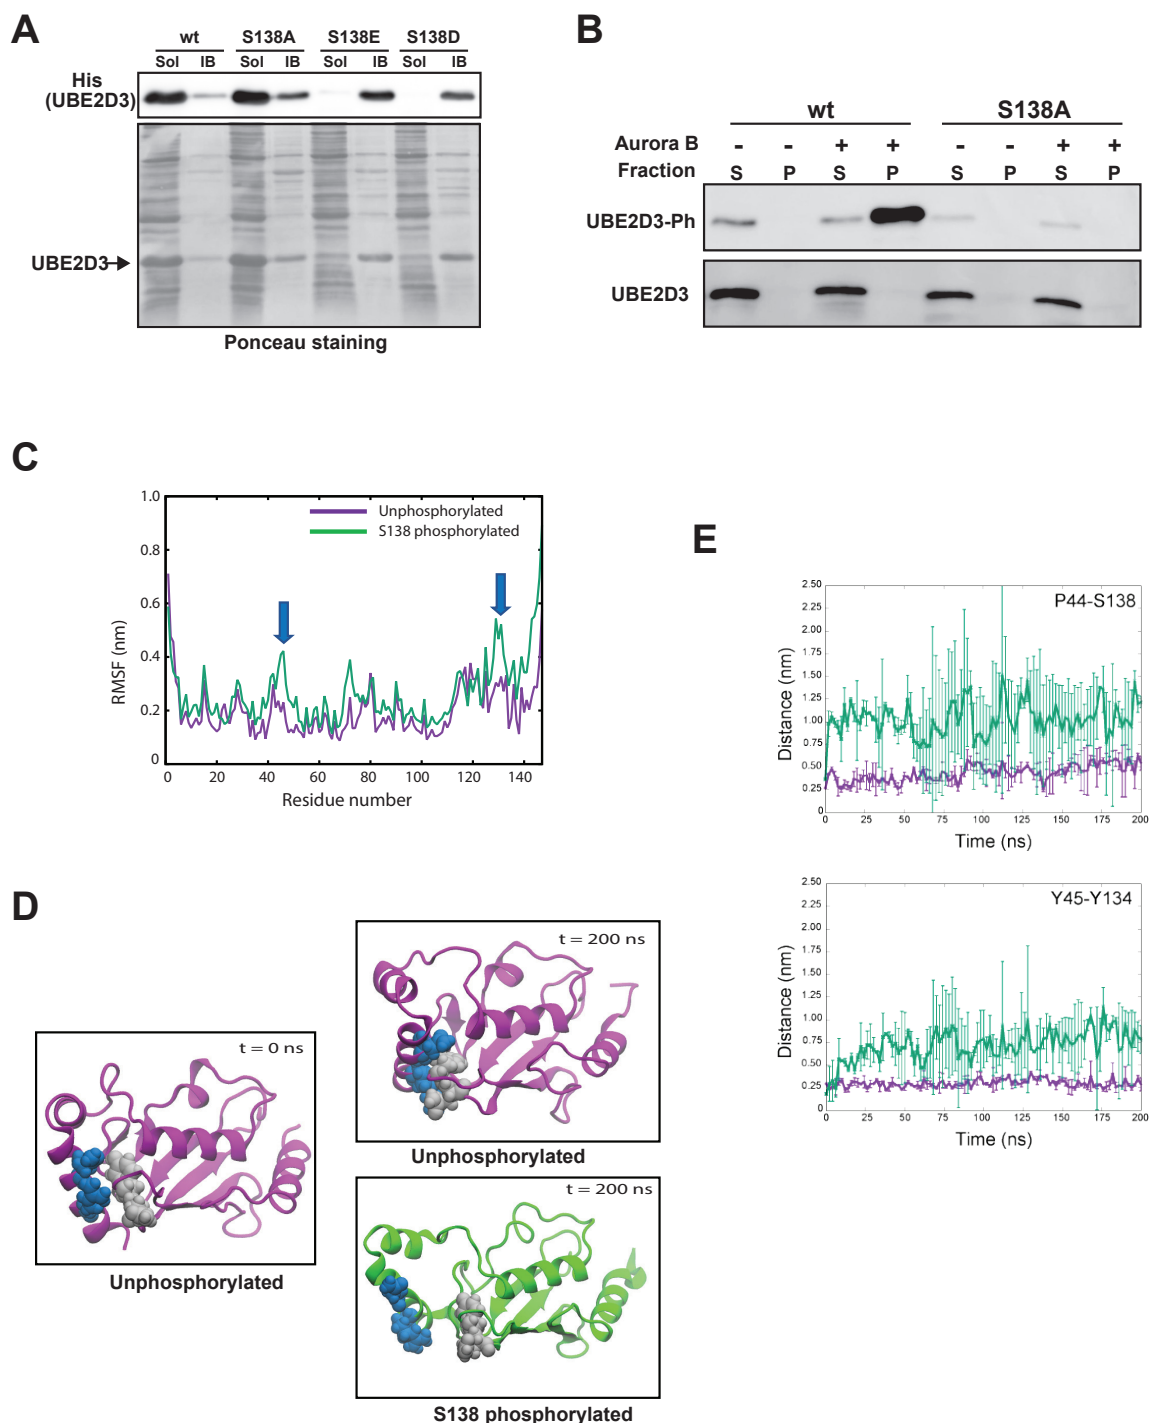 A
wt S138A S138E S138D
Sol IB Sol IB Sol IB Sol IB
His
(UBE2D3)
UBE2D3
Ponceau staining
B
wt S138A
Aurora B - - + + - - + +
Fraction S P S P S P S P
UBE2D3-Ph
UBE2D3
C
1.0
0.8
0.6
0.4
0.2
0
RMSF (nm)
Unphosphorylated
S138 phosphorylated
0 20 40 60 80 100 120 140
Residue number
D
t = 0 ns
Unphosphorylated
t = 200 ns
Unphosphorylated
t = 200 ns
S138 phosphorylated
E
P44-S138
2.50
2.25
2.00
1.75
1.50
1.25
1.00
0.75
0.50
0.25
0
Distance (nm)
0 25 50 75 100 125 150 175 200
Time (ns)
Y45-Y134
2.50
2.25
2.00
1.75
1.50
1.25
1.00
0.75
0.50
0.25
0
Distance (nm)
0 25 50 75 100 125 150 175 200
Time (ns)